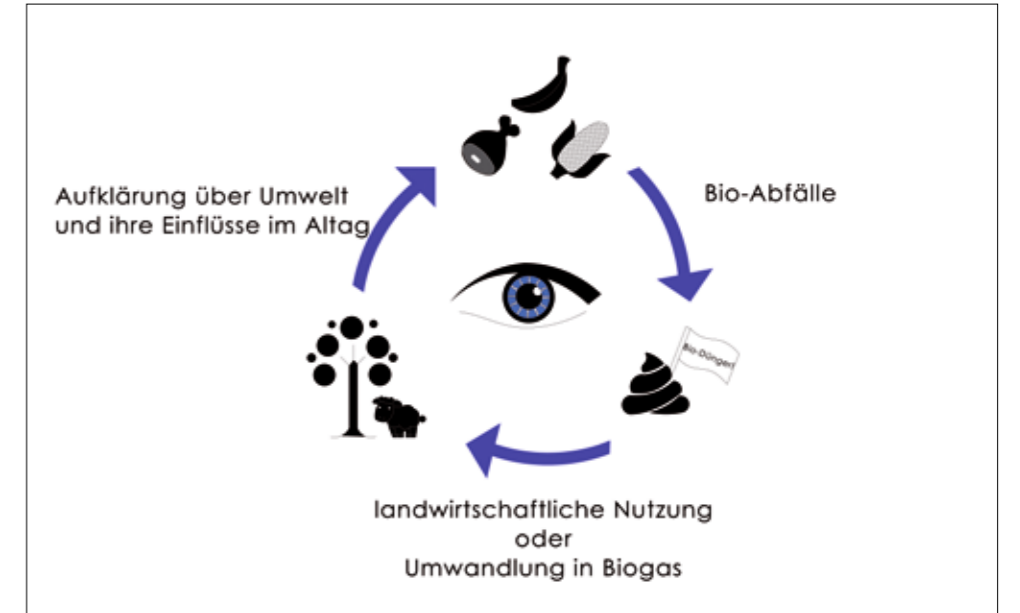 Aufklärung über Umwelt
und ihre Einflüsse im Altag
Bio-Abfälle
Bio-Dünger!
landwirtschaftliche Nutzung
oder
Umwandlung in Biogas